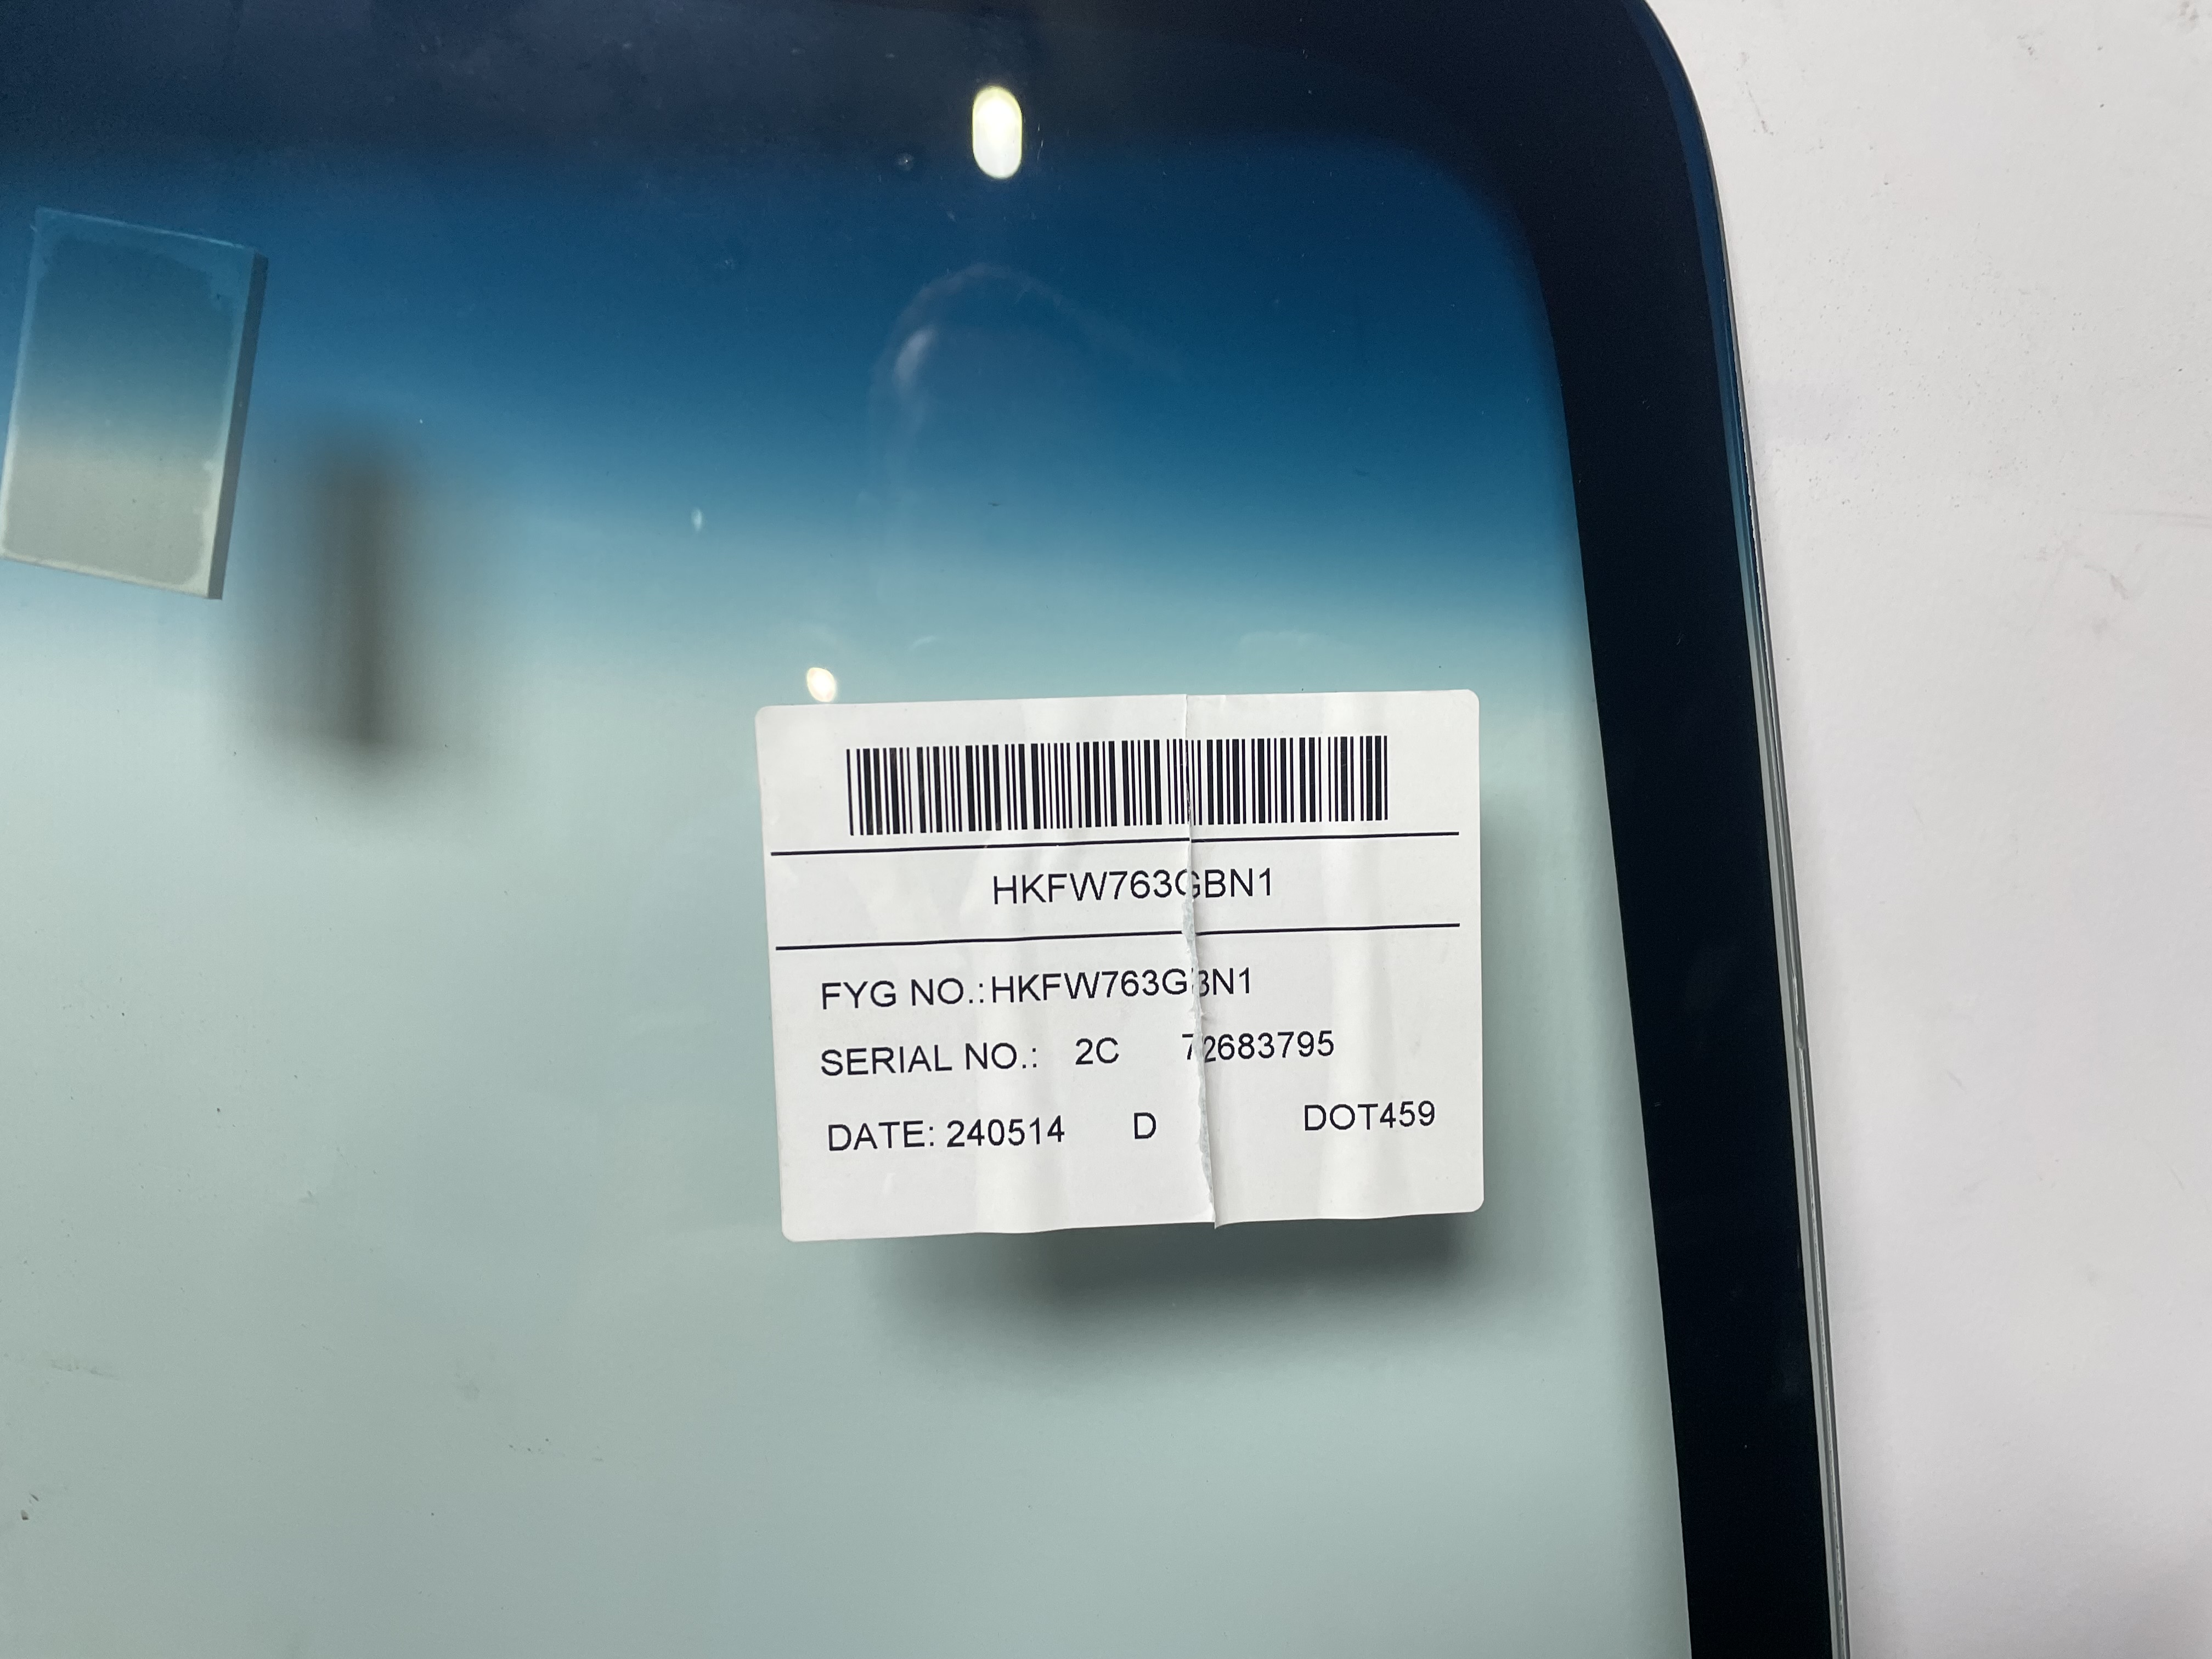 HKFW763GBN1
FYG NO.:HKFW763GBN1
SERIAL NO.: 2C 72683795
DATE: 240514 D DOT459